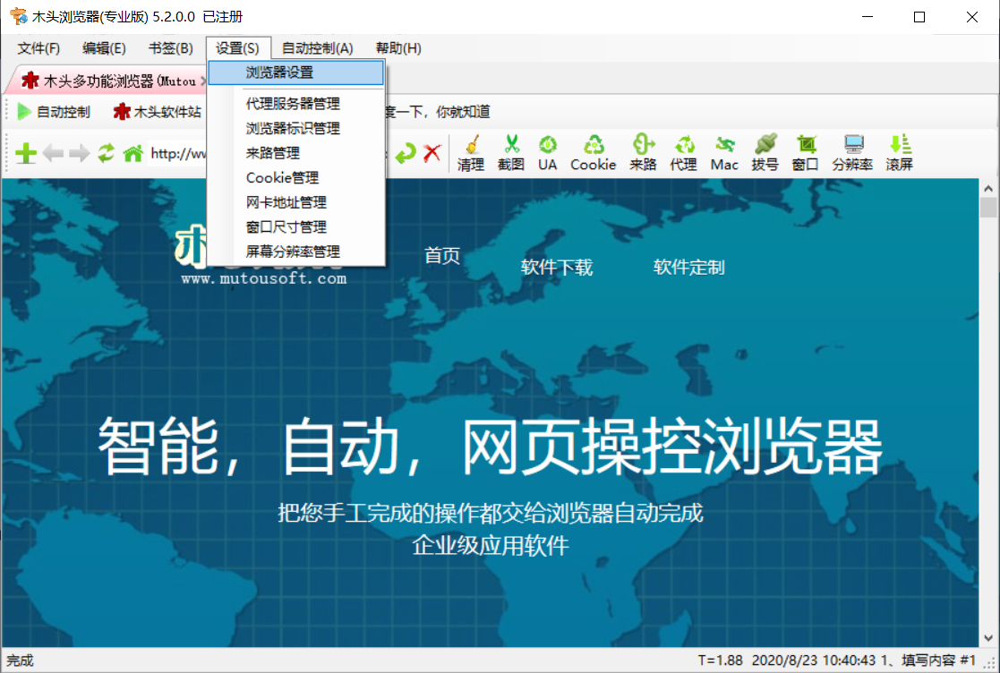 木头浏览器(专业版) 5.2.0.0 已注册
文件(F) 编辑(E) 书签(B) 设置(S) 自动控制(A) 帮助(H)
木头多功能浏览器(Mutou
浏览器设置
代理服务器管理
浏览器标识管理
来路管理
Cookie管理
网卡地址管理
窗口尺寸管理
屏幕分辨率管理
自动控制 木头软件站 度一下，你就知道
http://ww
清理 截图 UA Cookie 来路 代理 Mac 拨号 窗口 分辨率 滚屏
木
www.mutousoft.com
首页 软件下载 软件定制
智能，自动，网页操控浏览器
把您手工完成的操作都交给浏览器自动完成
企业级应用软件
完成 T=1.88 2020/8/23 10:40:43 1、填写内容 #1